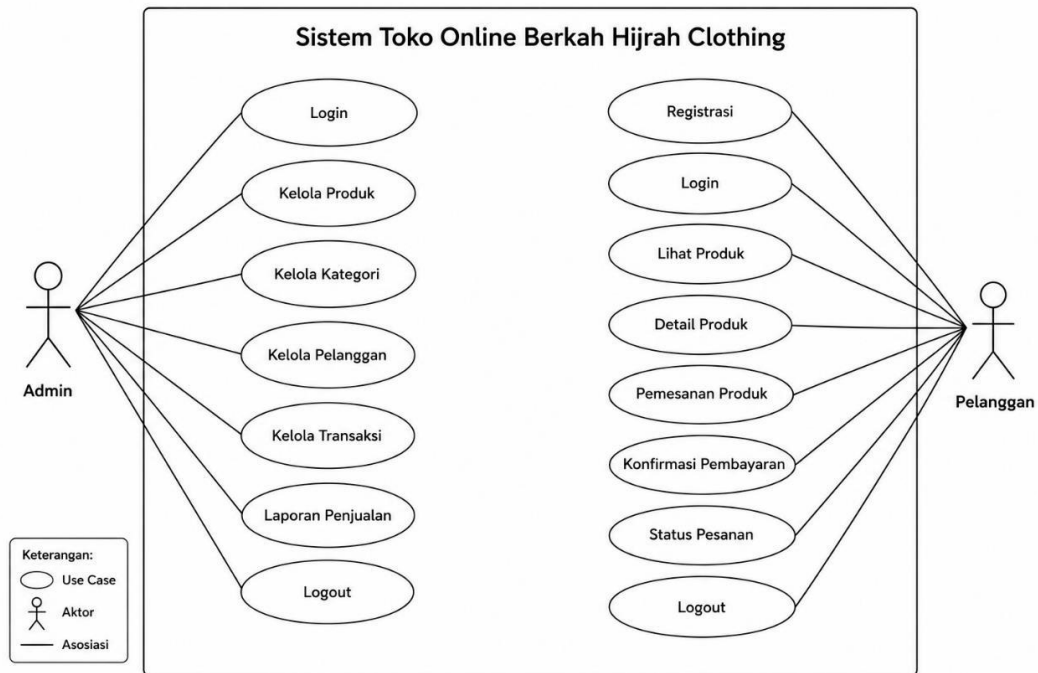 Sistem Toko Online Berkah Hijrah Clothing
Login
Kelola Produk
Kelola Kategori
Kelola Pelanggan
Kelola Transaksi
Laporan Penjualan
Logout
Registrasi
Login
Lihat Produk
Detail Produk
Pemesanan Produk
Konfirmasi Pembayaran
Status Pesanan
Logout
Admin
Pelanggan
Keterangan:
Use Case
Aktor
Asosiasi